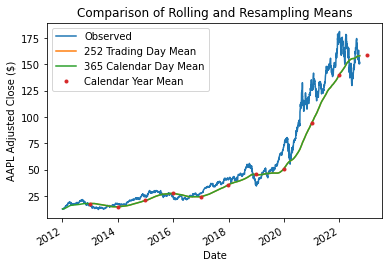 Comparison of Rolling and Resampling Means
Observed
252 Trading Day Mean
365 Calendar Day Mean
Calendar Year Mean
AAPL Adjusted Close ($)
175
150
125
100
75
50
25
2012
2014
2016
2018
2020
2022
Date